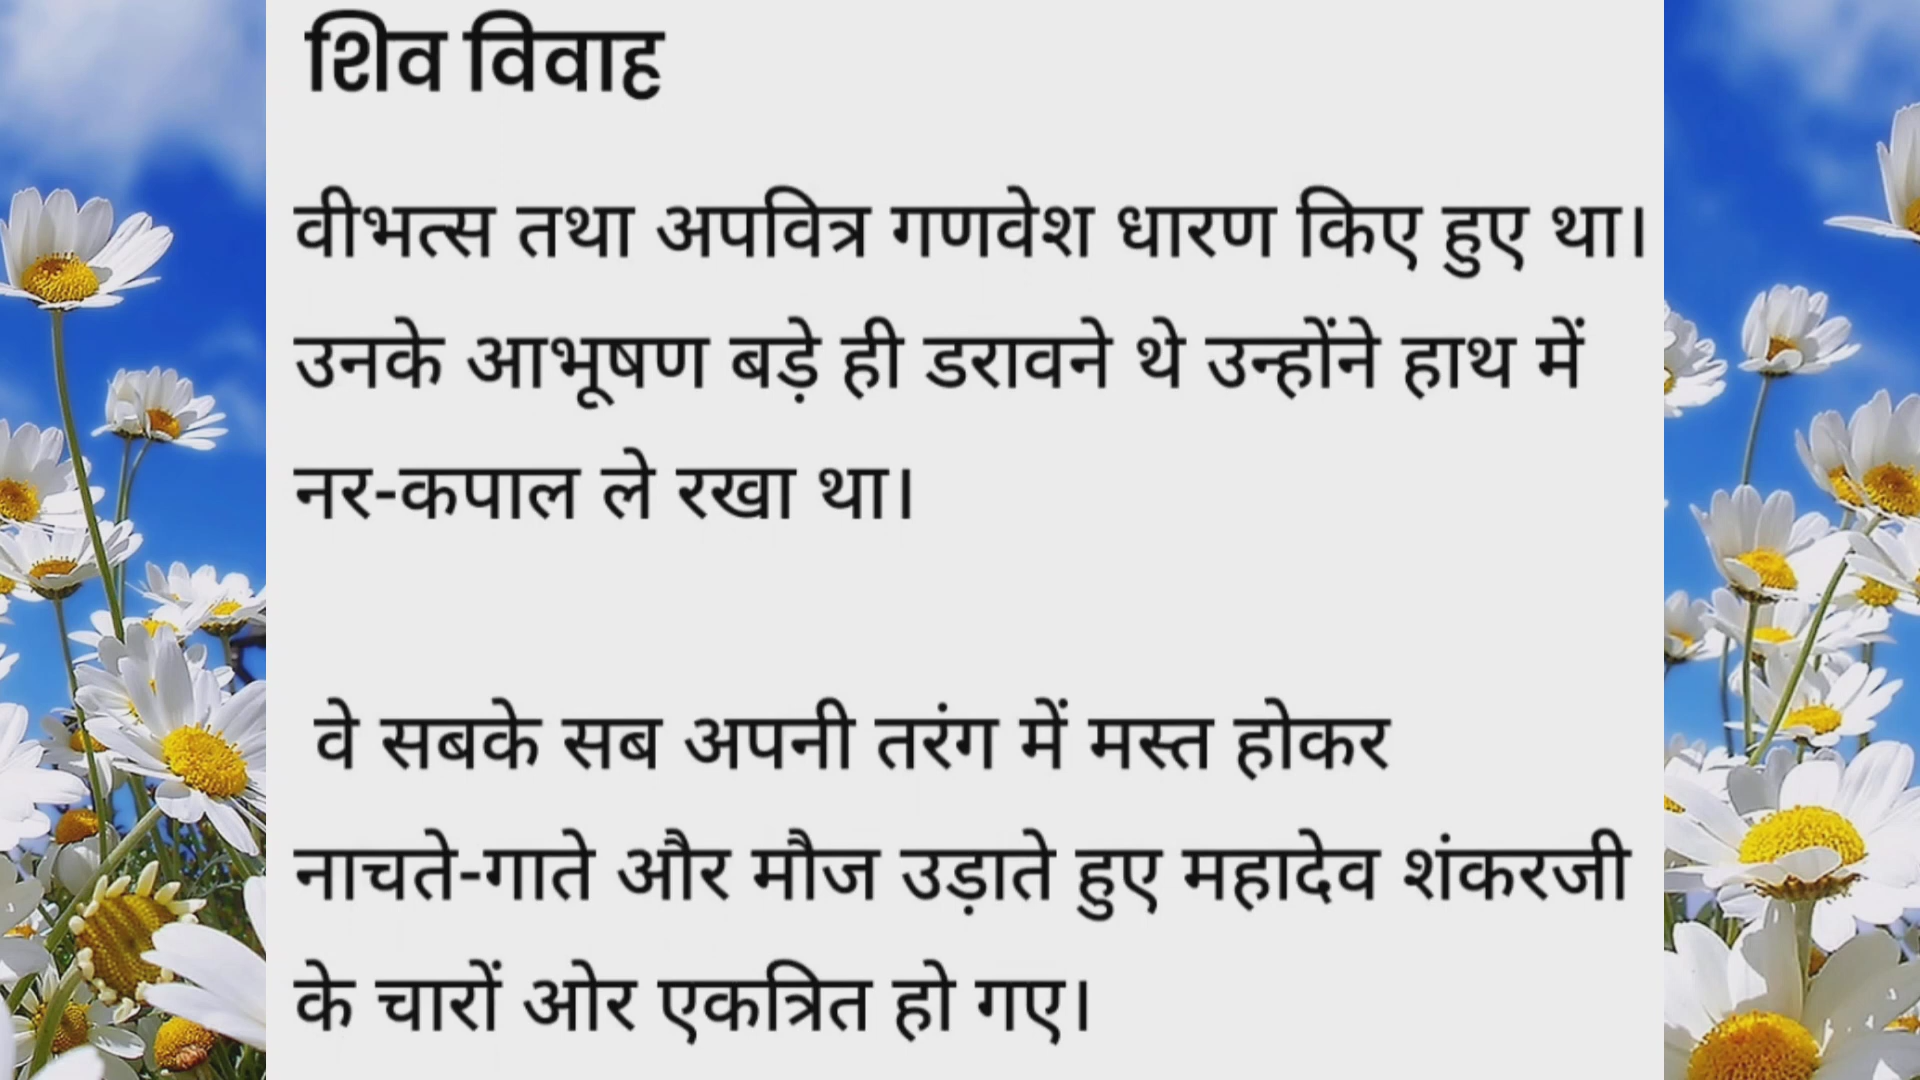 शिव विवाह
वीभत्स तथा अपवित्र गणवेश धारण किए हुए था।
उनके आभूषण बड़े ही डरावने थे उन्होंने हाथ में
नर-कपाल ले रखा था।
वे सबके सब अपनी तरंग में मस्त होकर
नाचते-गाते और मौज उड़ाते हुए महादेव शंकरजी
के चारों ओर एकत्रित हो गए।